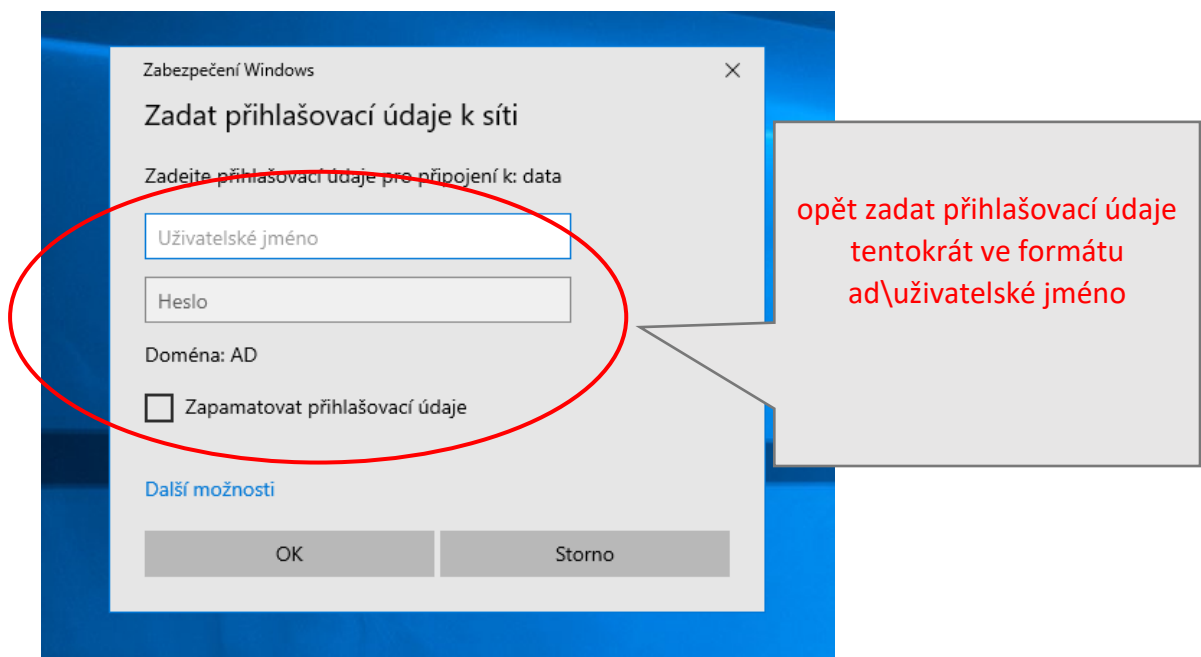 Zabezpečení Windows
Zadat přihlašovací údaje k síti
Zadejte přihlašovací údaje pro připojení k: data
Uživatelské jméno
Heslo
Doména: AD
Zapamatovat přihlašovací údaje
Další možnosti
OK
Storno
opět zadat přihlašovací údaje
tentokrát ve formátu
ad\uživatelské jméno